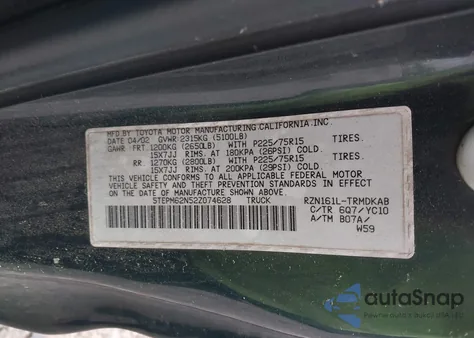 MFD. BY TOYOTA MOTOR MANUFACTURING,CALIFORNIA,INC.
DATE 04/02 GVWR 2315KG (5100LB)
GAWR FRT. 1200KG (2650LB) WITH P225/75R15 TIRES.
15X7JJ RIMS. AT 180KPA (26PSI) COLD.
RR. 1270KG (2800LB) WITH P225/75R15 TIRES.
15X7JJ RIMS. AT 200KPA (29PSI) COLD.
THIS VEHICLE CONFORMS TO ALL APPLICABLE FEDERAL MOTOR
VEHICLE SAFETY STANDARDS IN EFFECT ON THE DATE OF
MANUFACTURE SHOWN ABOVE.
5TEPM62N52Z074628 TRUCK
RZN161L-TRMDKAB
C/TR 6Q7/YC10
A/TM B07A/
W59
autoSnap